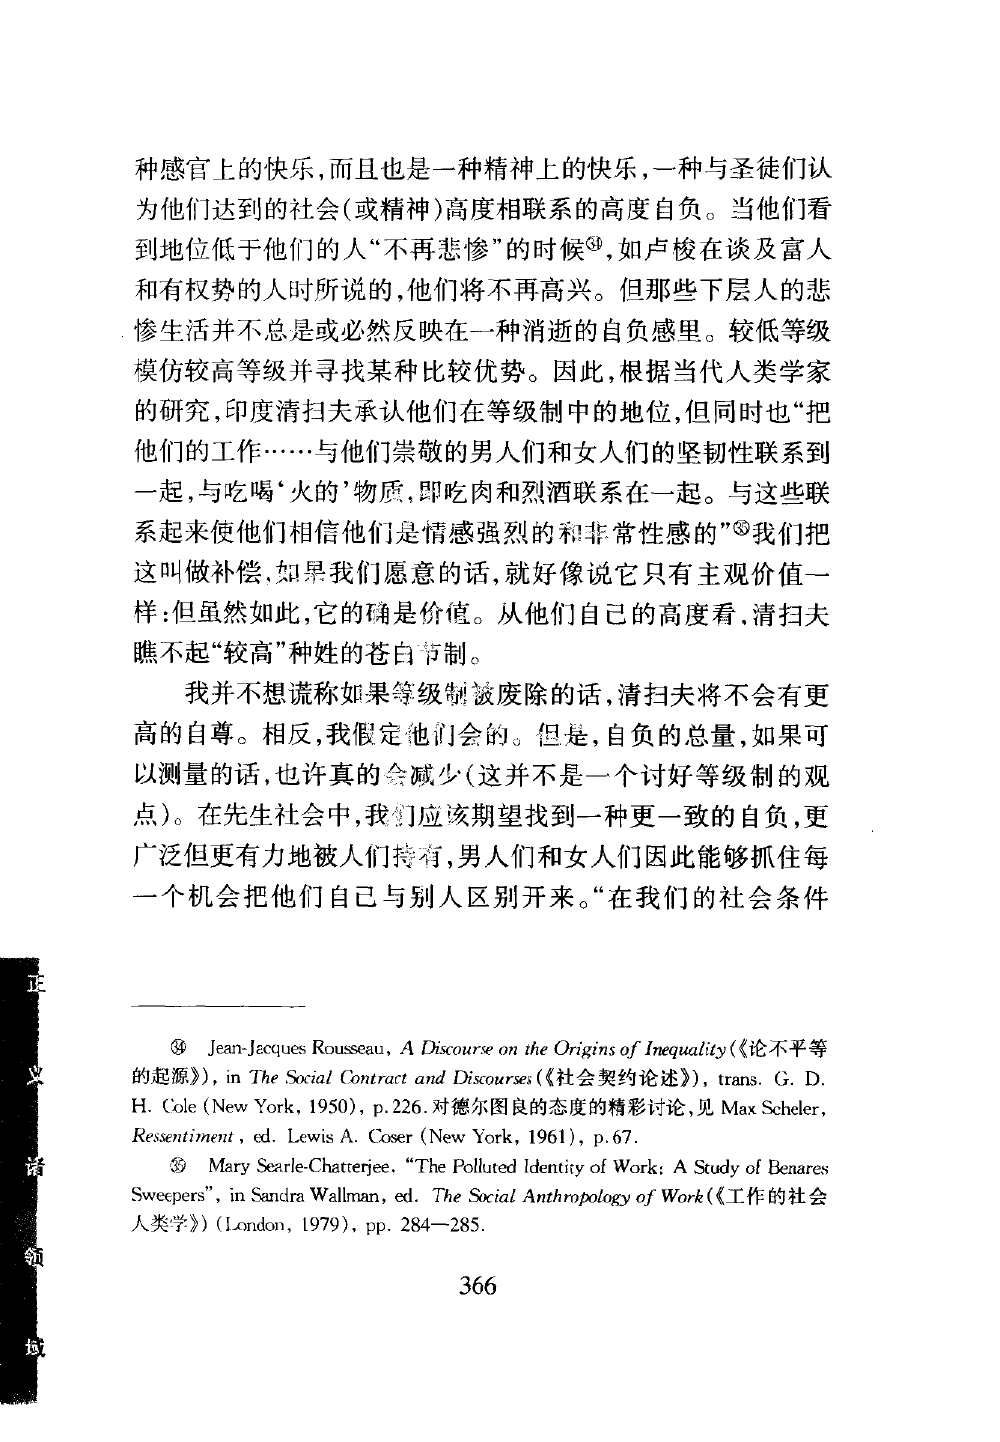 种感官上的快乐,而且也是一种精神上的快乐,一种与圣徒们认
为他们达到的社会(或精神)高度相联系的高度自负。当他们看
到地位低于他们的人“不再悲惨”的时候㉞,如卢梭在谈及富人
和有权势的人时所说的,他们将不再高兴。但那些下层人的悲
惨生活并不总是或必然反映在一种消逝的自负感里。较低等级
模仿较高等级并寻找某种比较优势。因此,根据当代人类学家
的研究,印度清扫夫承认他们在等级制中的地位,但同时也“把
他们的工作……与他们崇敬的男人们和女人们的坚韧性联系到
一起,与吃喝‘火的’物质,即吃肉和烈酒联系在一起。与这些联
系起来使他们相信他们是情感强烈的和非常性感的”㉟我们把
这叫做补偿,如果我们愿意的话,就好像说它只有主观价值一
样:但虽然如此,它的确是价值。从他们自己的高度看,清扫夫
瞧不起“较高”种姓的苍白节制。
我并不想谎称如果等级制被废除的话,清扫夫将不会有更
高的自尊。相反,我假定他们会的。但是,自负的总量,如果可
以测量的话,也许真的会减少(这并不是一个讨好等级制的观
点)。在先生社会中,我们应该期望找到一种更一致的自负,更
广泛但更有力地被人们持有,男人们和女人们因此能够抓住每
一个机会把他们自己与别人区别开来。“在我们的社会条件
㉞ Jean-Jacques Rousseau, A Discourse on the Origins of Inequality(《论不平等
的起源》), in The Social Contract and Discourses(《社会契约论述》), trans. G. D.
H. Cole (New York, 1950), p.226.对德尔图良的态度的精彩讨论,见 Max Scheler,
Ressentiment, ed. Lewis A. Coser (New York, 1961), p.67.
㉟ Mary Searle-Chatterjee, “The Polluted Identity of Work: A Study of Benares
Sweepers”, in Sandra Wallman, ed. The Social Anthropology of Work(《工作的社会
人类学》) (London, 1979), pp. 284—285.
366
正
义
诸
领
域